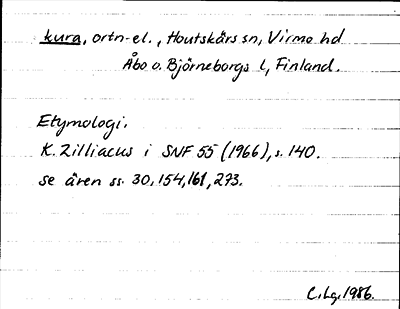 kura, ortn-el., Houtskärs sn, Virmo hd
Åbo o. Björneborgs l, Finland.
Etymologi.
K. Zilliacus i SNF 55 (1966), s. 140.
se även ss. 30, 154, 161, 273.
C. Lg. 1986.